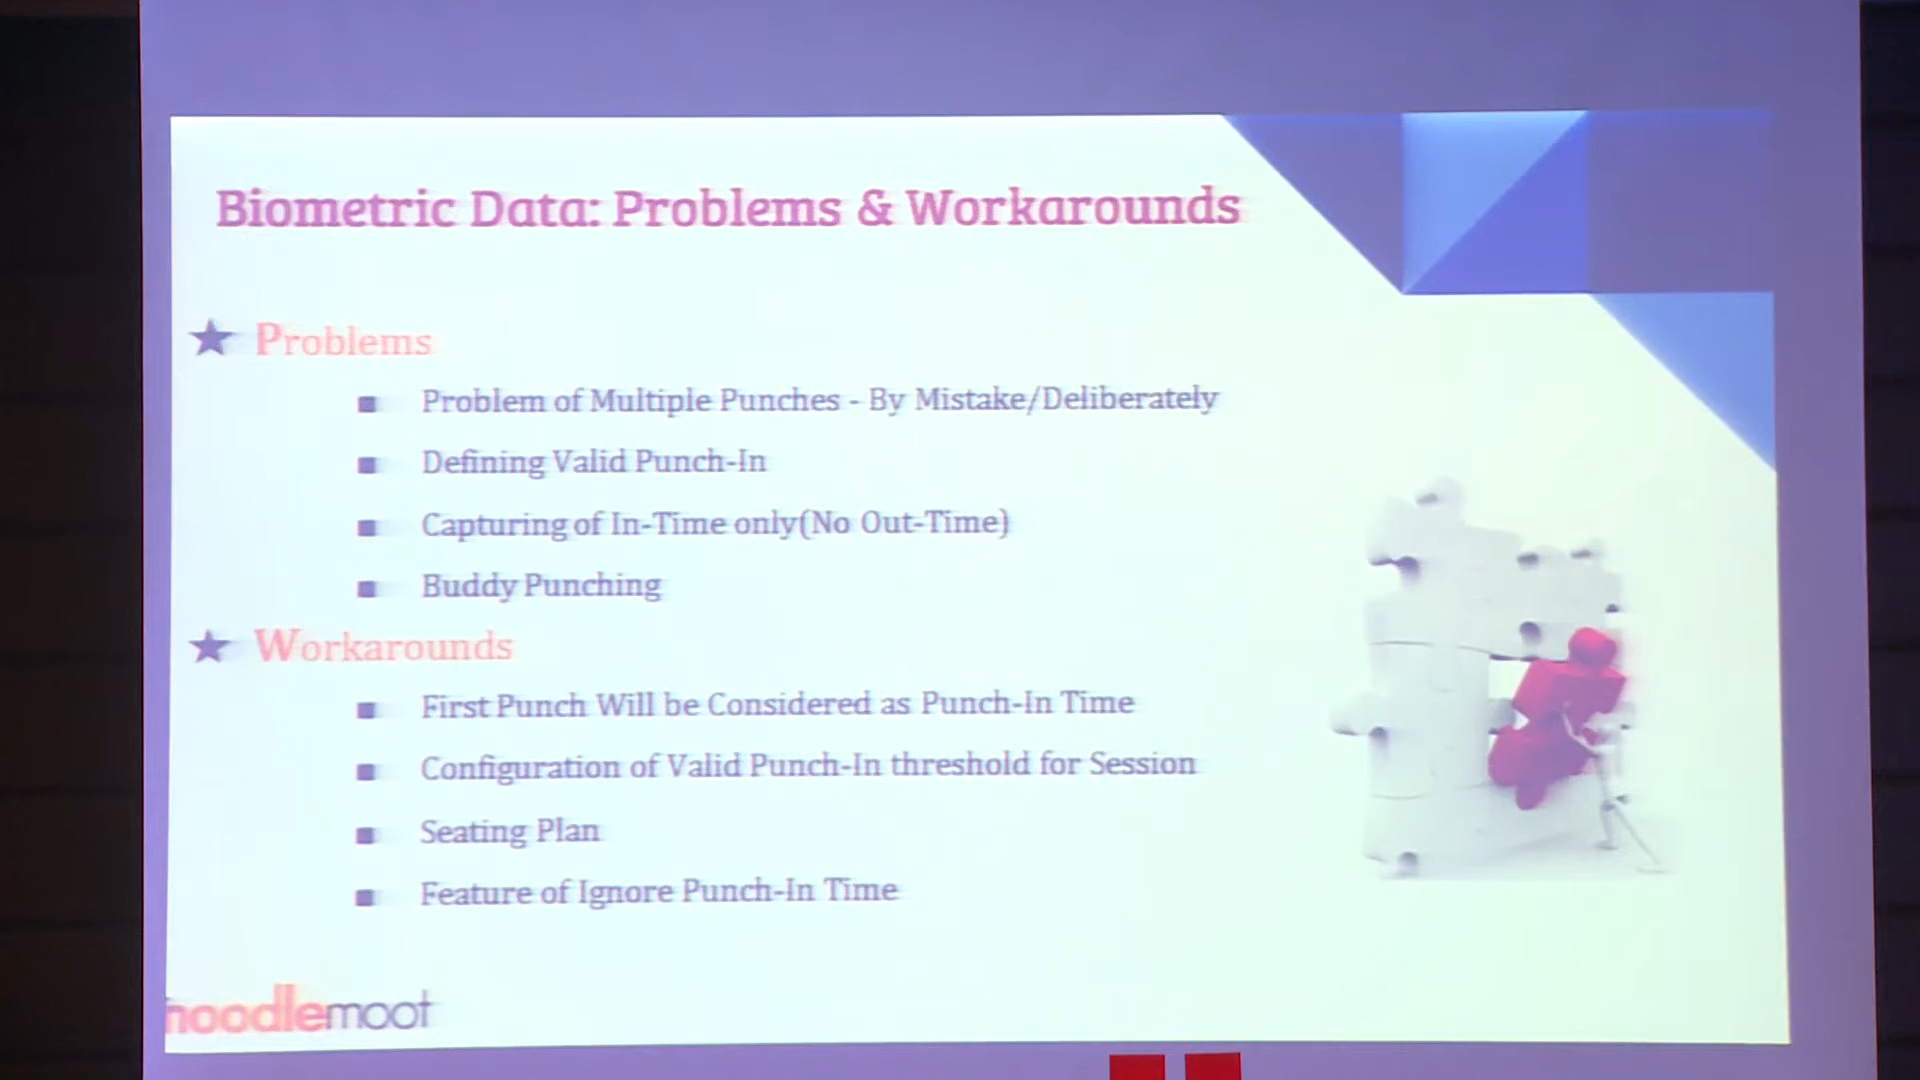 Biometric Data: Problems & Workarounds
Problems
Problem of Multiple Punches - By Mistake/Deliberately
Defining Valid Punch-In
Capturing of In-Time only(No Out-Time)
Buddy Punching
Workarounds
First Punch Will be Considered as Punch-In Time
Configuration of Valid Punch-In threshold for Session
Seating Plan
Feature of Ignore Punch-In Time
moodlemoot